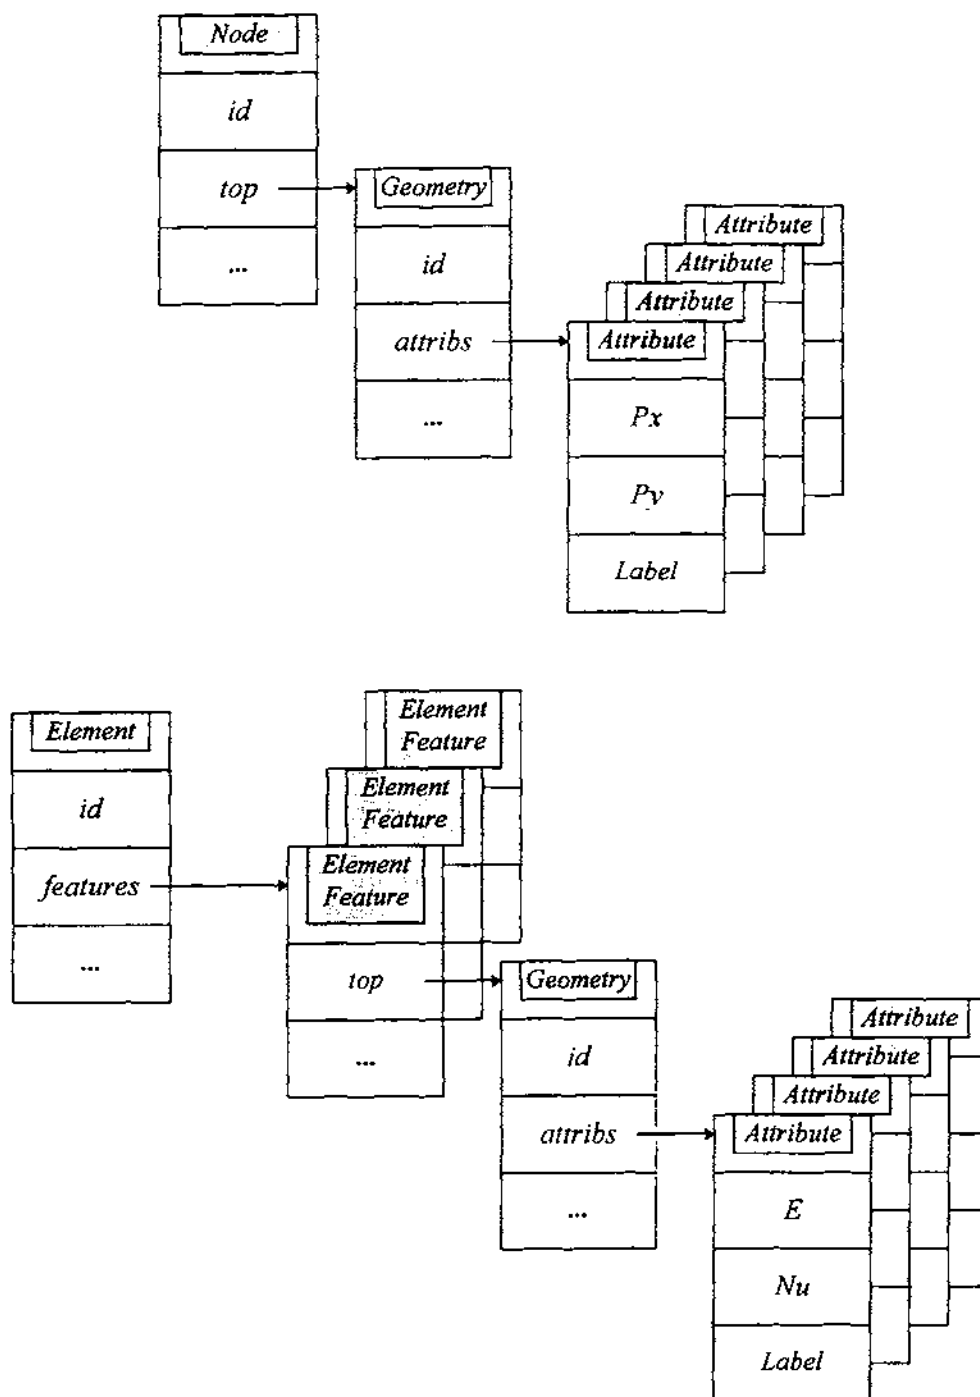 Node
id
top
...
Geometry
id
attribs
...
Attribute
Attribute
Attribute
Attribute
Px
Py
Label
Element
id
features
...
Element
Feature
Element
Feature
Element
Feature
top
...
Geometry
id
attribs
...
Attribute
Attribute
Attribute
Attribute
E
Nu
Label